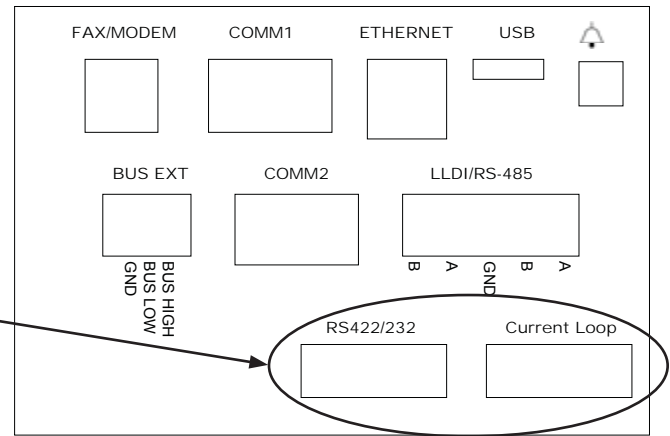 FAX/MODEM COMM1 ETHERNET USB
BUS EXT COMM2 LLDI/RS-485
GND
BUS LOW
BUS HIGH
B A GND B A
RS422/232 Current Loop